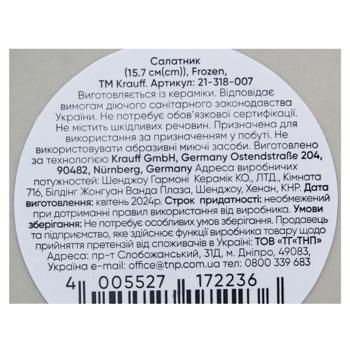 Салатник
(15.7 см(cm)), Frozen,
ТМ Krauff. Артикул: 21-318-007
Виготовляється із кераміки. Відповідає
вимогам діючого санітарного законодавства
України. Не потребує обов'язкової сертифікації.
Не містить шкідливих речовин. Призначена для
використання за призначенням у побуті. Не
використовувати абразивні миючі засоби. Виготовлено
за технологією Krauff GmbH, Germany Ostendstraße 204,
90482, Nürnberg, Germany Адреса виробничих
потужностей: Шенджоу Гармоні Керамік КО., ЛТД., Кімната
716, Білдінг Жонгуан Ванда Плаза, Шенджоу, Хенан, КНР. Дата
виготовлення: квітень 2024р. Строк придатності: необмежений
при дотриманні правил використання від виробника. Умови
зберігання: Не потребує особливих умов зберігання. Продавець
та підприємство, яке здійснює функції виробника товару щодо
прийняття претензій від споживачів в Україні: ТОВ «ТГ«ТНП»
Адреса: пр-т Слобожанський, 31Д, м. Дніпро, 49083,
Україна e-mail: office@tnp.com.ua тел: 0800 339 683
4 005527 172236